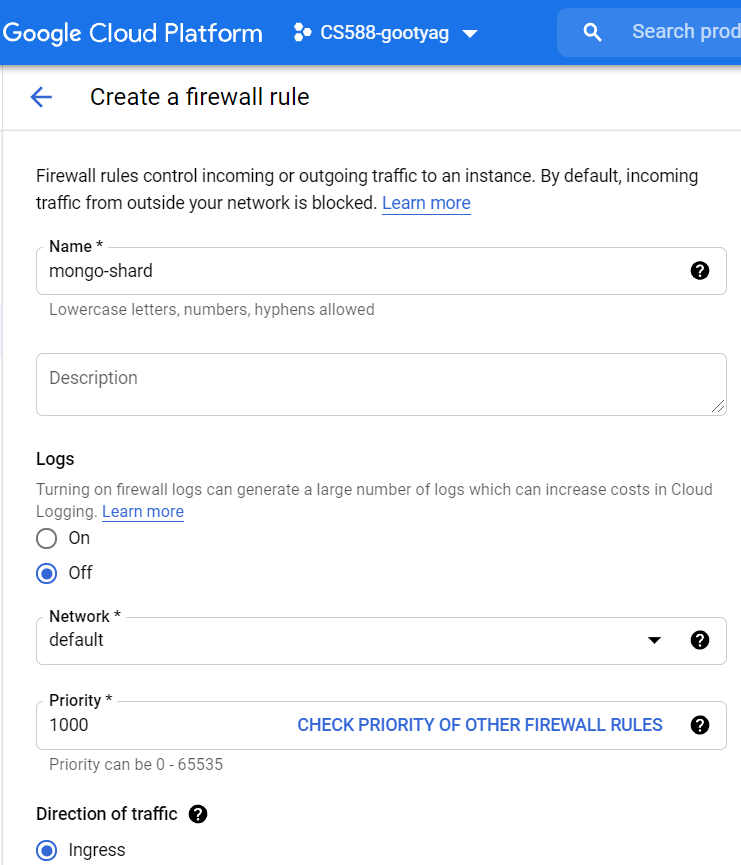 Google Cloud Platform CS588-gootyag Search prod
Create a firewall rule
Firewall rules control incoming or outgoing traffic to an instance. By default, incoming
traffic from outside your network is blocked. Learn more
Name *
mongo-shard
Lowercase letters, numbers, hyphens allowed
Description
Logs
Turning on firewall logs can generate a large number of logs which can increase costs in Cloud
Logging. Learn more
On
Off
Network *
default
Priority *
1000 CHECK PRIORITY OF OTHER FIREWALL RULES
Priority can be 0 - 65535
Direction of traffic
Ingress